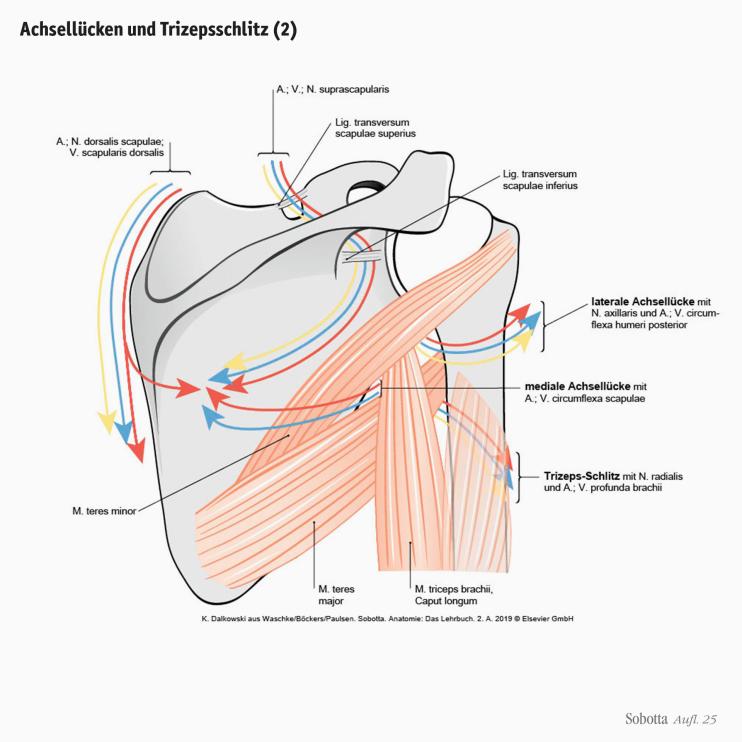 Achsellücken und Trizepsschlitz (2)
A.; V.; N. suprascapularis
Lig. transversum
scapulae superius
A.; N. dorsalis scapulae;
V. scapularis dorsalis
Lig. transversum
scapulae inferius
laterale Achsellücke mit
N. axillaris und A.; V. circum-
flexa humeri posterior
mediale Achsellücke mit
A.; V. circumflexa scapulae
Trizeps-Schlitz mit N. radialis
und A.; V. profunda brachii
M. teres minor
M. teres
major
M. triceps brachii,
Caput longum
K. Dalkowski aus Waschke/Böckers/Paulsen. Sobotta. Anatomie: Das Lehrbuch. 2. A. 2019 © Elsevier GmbH
Sobotta Aufl. 25